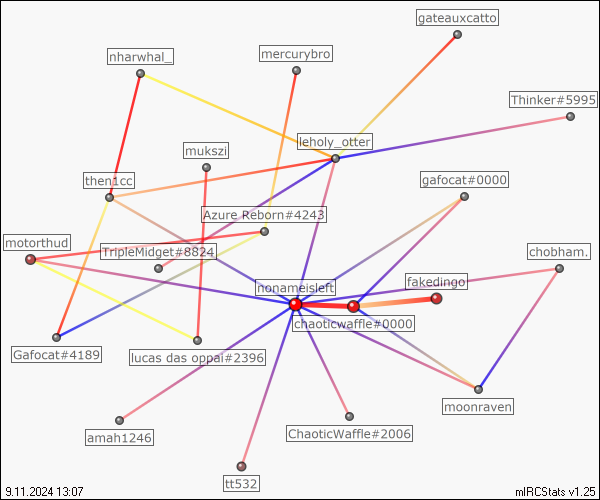 gateauxcatto
nharwhal_
mercurybro
Thinker#5995
leholy_otter
mukszi
then1cc
gafocat#0000
Azure Reborn#4243
motorthud
TripleMidget#8824
chobham.
nonameisleft
fakedingo
chaoticwaffle#0000
Gafocat#4189
lucas das oppai#2396
moonraven
amah1246
ChaoticWaffle#2006
tt532
9.11.2024 13:07
mIRCStats v1.25